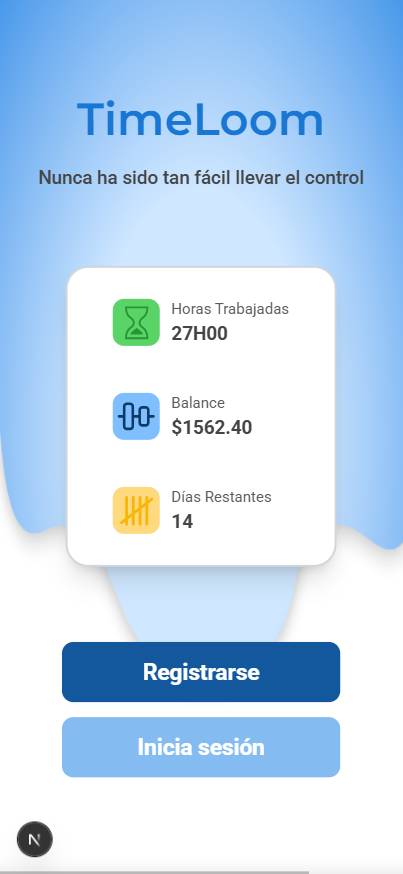 TimeLoom
Nunca ha sido tan fácil llevar el control
Horas Trabajadas
27H00
Balance
$1562.40
Días Restantes
14
Registrarse
Inicia sesión
N